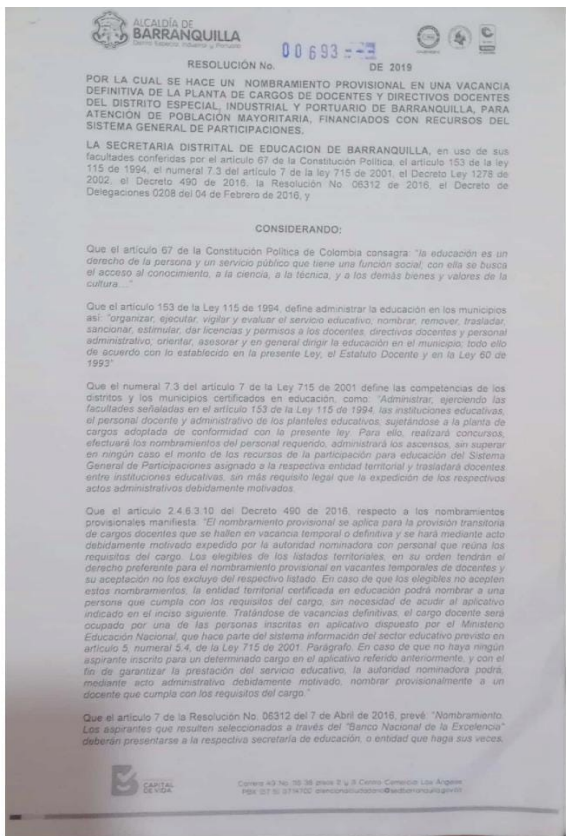 ALCALDÍA DE
BARRANQUILLA
Distrito Especial, Industrial y Portuario
00693
RESOLUCIÓN No. DE 2019
POR LA CUAL SE HACE UN NOMBRAMIENTO PROVISIONAL EN UNA VACANCIA
DEFINITIVA DE LA PLANTA DE CARGOS DE DOCENTES Y DIRECTIVOS DOCENTES
DEL DISTRITO ESPECIAL, INDUSTRIAL Y PORTUARIO DE BARRANQUILLA, PARA
ATENCION DE POBLACIÓN MAYORITARIA, FINANCIADOS CON RECURSOS DEL
SISTEMA GENERAL DE PARTICIPACIONES.
LA SECRETARIA DISTRITAL DE EDUCACION DE BARRANQUILLA, en uso de sus
facultades conferidas por el artículo 67 de la Constitución Política, el artículo 153 de la ley
115 de 1994, el numeral 7.3 del artículo 7 de la ley 715 de 2001, el Decreto Ley 1278 de
2002, el Decreto 490 de 2016, la Resolución No. 06312 de 2016, el Decreto de
Delegaciones 0208 del 04 de Febrero de 2016, y
CONSIDERANDO:
Que el artículo 67 de la Constitución Política de Colombia consagra: "la educación es un
derecho de la persona y un servicio público que tiene una función social, con ella se busca
el acceso al conocimiento, a la ciencia, a la técnica, y a los demás bienes y valores de la
cultura..."
Que el artículo 153 de la Ley 115 de 1994, define administrar la educación en los municipios
así: "organizar, ejecutar, vigilar y evaluar el servicio educativo; nombrar, remover, trasladar,
sancionar, estimular, dar licencias y permisos a los docentes, directivos docentes y personal
administrativo; orientar, asesorar y en general dirigir la educación en el municipio; todo ello
de acuerdo con lo establecido en la presente Ley, el Estatuto Docente y en la Ley 60 de
1993"
Que el numeral 7.3 del artículo 7 de la Ley 715 de 2001 define las competencias de los
distritos y los municipios certificados en educación, como: "Administrar, ejerciendo las
facultades señaladas en el artículo 153 de la Ley 115 de 1994, las instituciones educativas,
el personal docente y administrativo de los planteles educativos, sujetándose a la planta de
cargos adoptada de conformidad con la presente ley. Para ello, realizará concursos,
efectuará los nombramientos del personal requerido, administrará los ascensos, sin superar
en ningún caso el monto de los recursos de la participación para educación del Sistema
General de Participaciones asignado a la respectiva entidad territorial y trasladará docentes
entre instituciones educativas, sin más requisito legal que la expedición de los respectivos
actos administrativos debidamente motivados.
Que el artículo 2.4.6.3.10 del Decreto 490 de 2016, respecto a los nombramientos
provisionales manifiesta: "El nombramiento provisional se aplica para la provisión transitoria
de cargos docentes que se hallen en vacancia temporal o definitiva y se hará mediante acto
debidamente motivado expedido por la autoridad nominadora con personal que reúna los
requisitos del cargo. Los elegibles de los listados territoriales, en su orden tendrán el
derecho preferente para el nombramiento provisional en vacantes temporales de docentes y
su aceptación no los excluye del respectivo listado. En caso de que los elegibles no acepten
estos nombramientos, la entidad territorial certificada en educación podrá nombrar a una
persona que cumpla con los requisitos del cargo, sin necesidad de acudir al aplicativo
indicado en el inciso siguiente. Tratándose de vacancias definitivas, el cargo docente será
ocupado por una de las personas inscritas en aplicativo dispuesto por el Ministerio
Educación Nacional, que hace parte del sistema información del sector educativo previsto en
artículo 5, numeral 5.4, de la Ley 715 de 2001. Parágrafo. En caso de que no haya ningún
aspirante inscrito para un determinado cargo en el aplicativo referido anteriormente, y con el
fin de garantizar la prestación del servicio educativo, la autoridad nominadora podrá,
mediante acto administrativo debidamente motivado, nombrar provisionalmente a un
docente que cumpla con los requisitos del cargo."
Que el artículo 7 de la Resolución No. 06312 del 7 de Abril de 2016, prevé: "Nombramiento.
Los aspirantes que resulten seleccionados a través del "Banco Nacional de la Excelencia"
deberán presentarse a la respectiva secretaría de educación, o entidad que haga sus veces,
CAPITAL
DE VIDA
Carrera 43 No. 35-38 pisos 2 y 3 Centro Comercial Los Ángeles